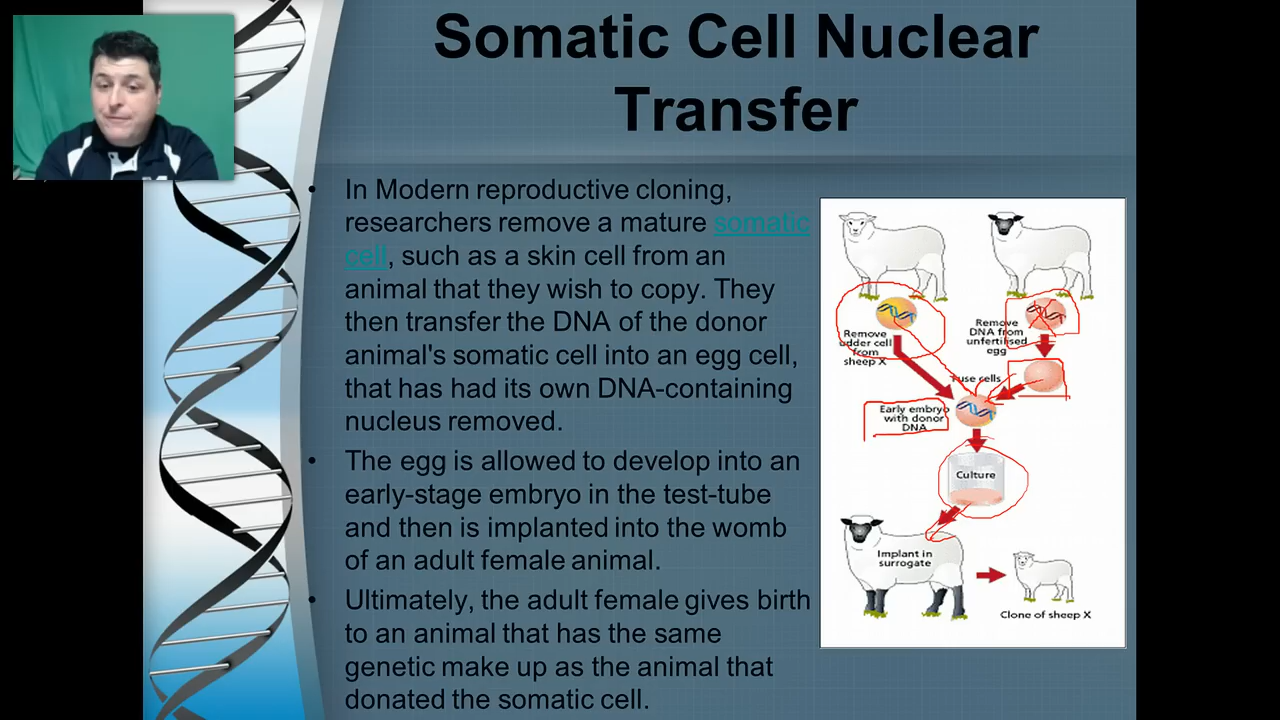 Somatic Cell Nuclear
Transfer
• In Modern reproductive cloning,
researchers remove a mature somatic
cell, such as a skin cell from an
animal that they wish to copy. They
then transfer the DNA of the donor
animal's somatic cell into an egg cell,
that has had its own DNA-containing
nucleus removed.
• The egg is allowed to develop into an
early-stage embryo in the test-tube
and then is implanted into the womb
of an adult female animal.
• Ultimately, the adult female gives birth
to an animal that has the same
genetic make up as the animal that
donated the somatic cell.
Remove
udder cell
from
sheep X
Remove
DNA from
unfertilised
egg
Fuse cells
Early embryo
with donor
DNA
Culture
Implant in
surrogate
Clone of sheep X